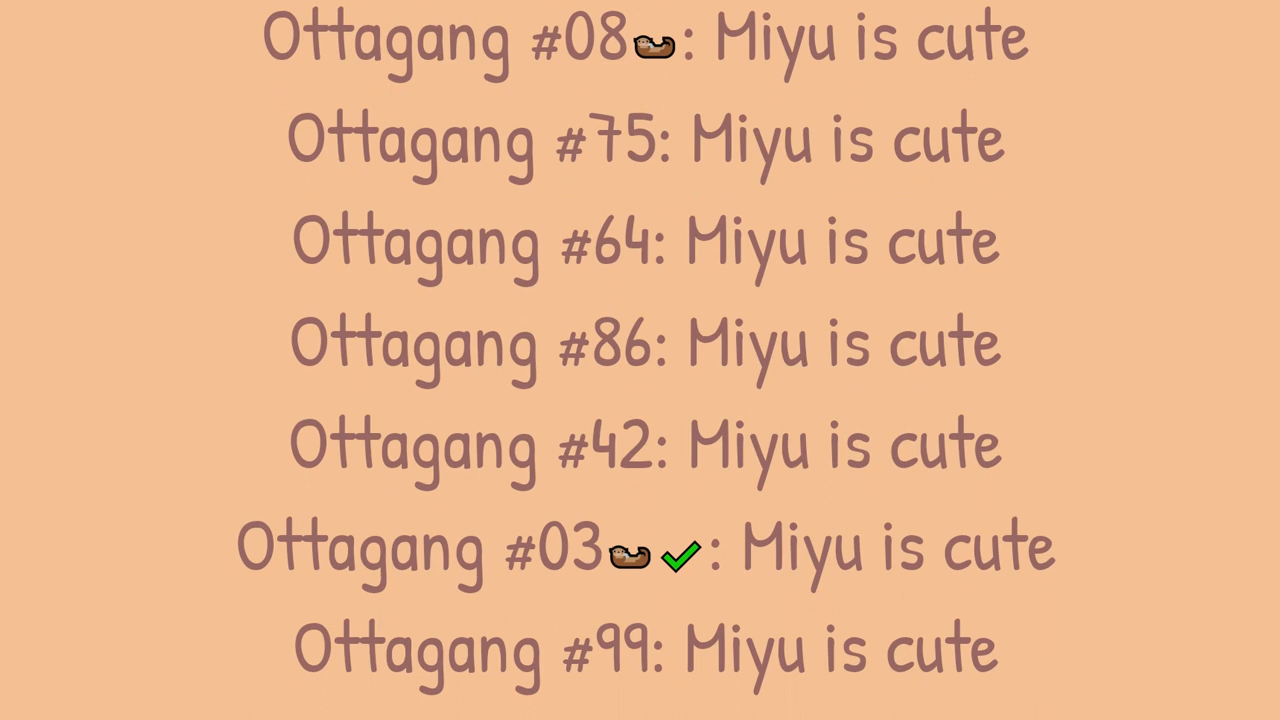 Ottagang #08🦦: Miyu is cute
Ottagang #75: Miyu is cute
Ottagang #64: Miyu is cute
Ottagang #86: Miyu is cute
Ottagang #42: Miyu is cute
Ottagang #03🦦✔: Miyu is cute
Ottagang #99: Miyu is cute